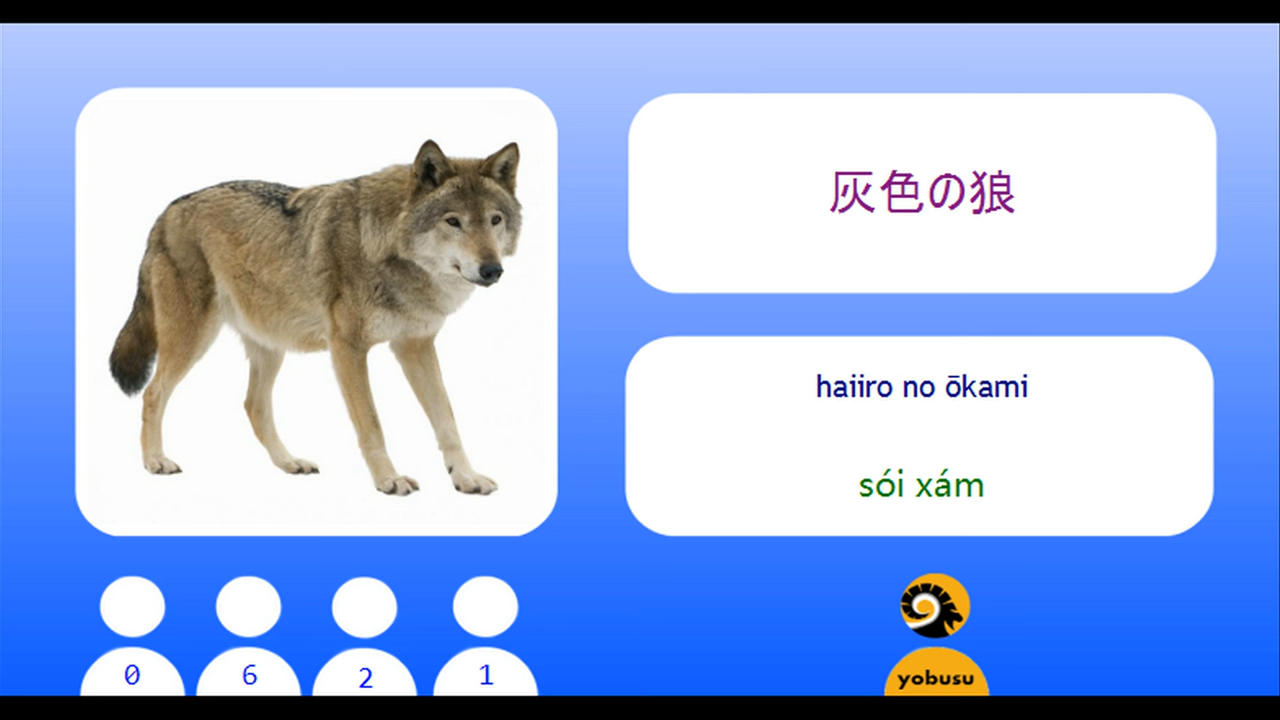 灰色の狼
haiiro no ōkami
sói xám
0 6 2 1
yobusu